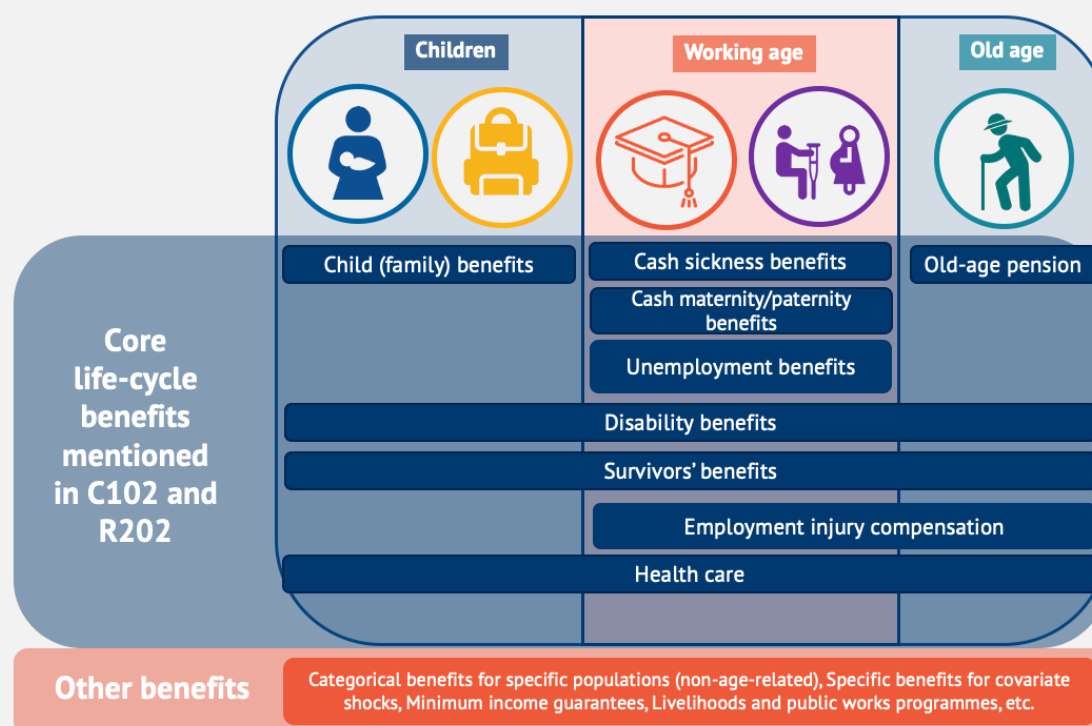 Children
Working age
Old age
Core
life-cycle
benefits
mentioned
in C102 and
R202
Child (family) benefits
Cash sickness benefits
Old-age pension
Cash maternity/paternity
benefits
Unemployment benefits
Disability benefits
Survivors’ benefits
Employment injury compensation
Health care
Other benefits
Categorical benefits for specific populations (non-age-related), Specific benefits for covariate
shocks, Minimum income guarantees, Livelihoods and public works programmes, etc.